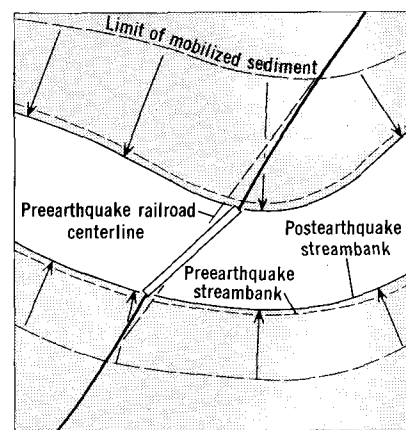 Limit of mobilized sediment
Preearthquake railroad
centerline
Postearthquake
streambank
Preearthquake
streambank